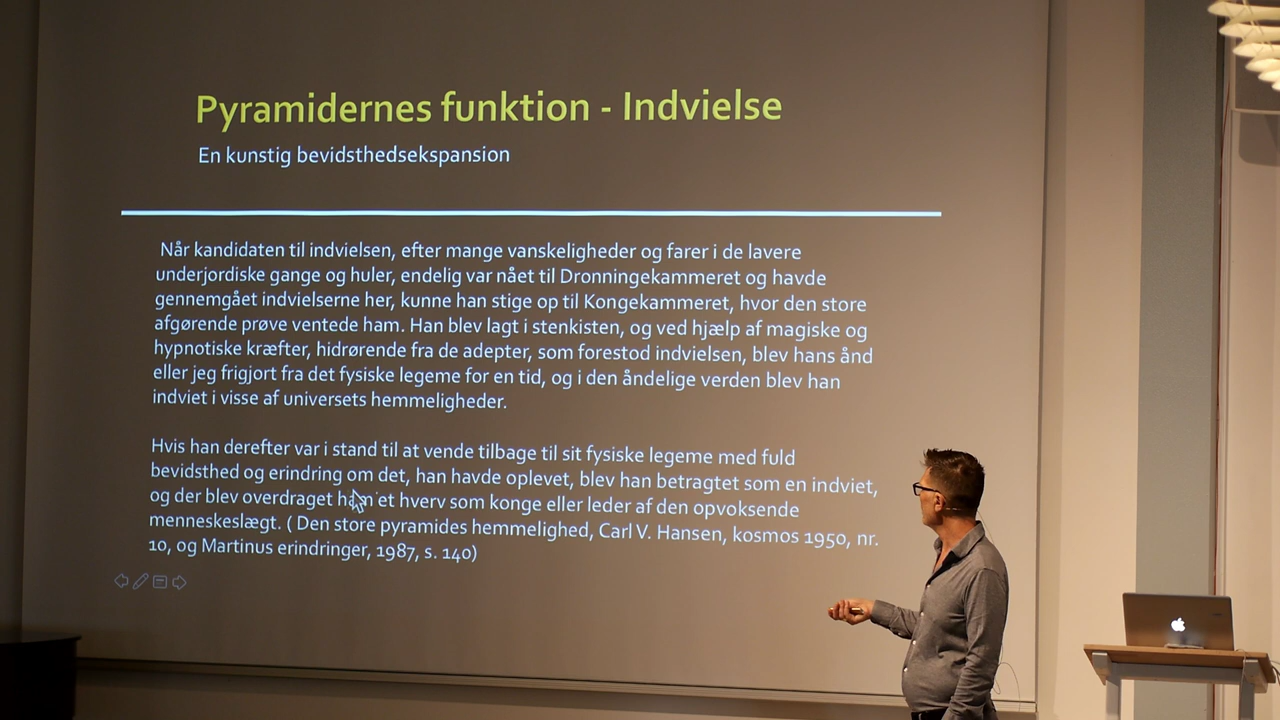 Pyramidernes funktion - Indvielse
En kunstig bevidsthedsekspansion
Når kandidaten til indvielsen, efter mange vanskeligheder og farer i de lavere
underjordiske gange og huler, endelig var nået til Dronningekammeret og havde
gennemgået indvielserne her, kunne han stige op til Kongekammeret, hvor den store
afgørende prøve ventede ham. Han blev lagt i stenkisten, og ved hjælp af magiske og
hypnotiske kræfter, hidrørende fra de adepter, som forestod indvielsen, blev hans ånd
eller jeg frigjort fra det fysiske legeme for en tid, og i den åndelige verden blev han
indviet i visse af universets hemmeligheder.
Hvis han derefter var i stand til at vende tilbage til sit fysiske legeme med fuld
bevidsthed og erindring om det, han havde oplevet, blev han betragtet som en indviet,
og der blev overdraget ham et hverv som konge eller leder af den opvoksende
menneskeslægt. ( Den store pyramides hemmelighed, Carl V. Hansen, kosmos 1950, nr.
10, og Martinus erindringer, 1987, s. 140)